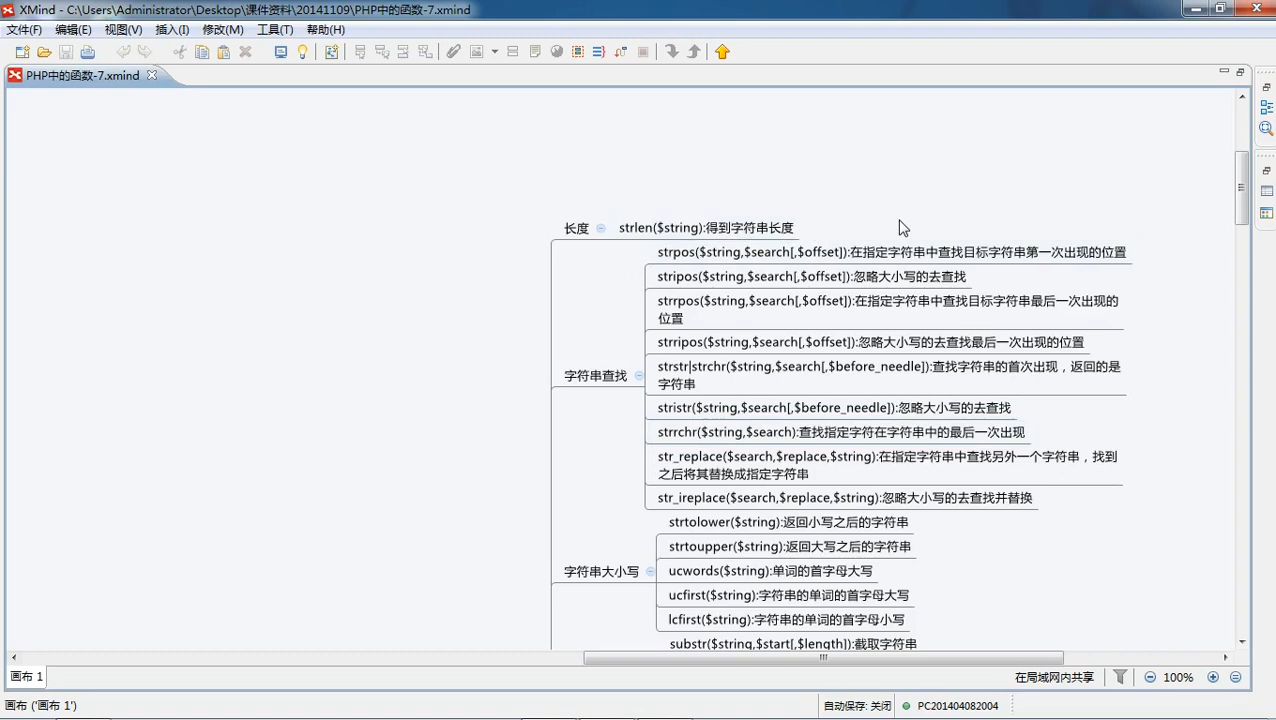 XMind - C:\Users\Administrator\Desktop\课件资料\20141109\PHP中的函数-7.xmind
文件(F) 编辑(E) 视图(V) 插入(I) 修改(M) 工具(T) 帮助(H)
PHP中的函数-7.xmind
长度 strlen($string):得到字符串长度
strpos($string,$search[,$offset]):在指定字符串中查找目标字符串第一次出现的位置
stripos($string,$search[,$offset]):忽略大小写的去查找
strrpos($string,$search[,$offset]):在指定字符串中查找目标字符串最后一次出现的
位置
strripos($string,$search[,$offset]):忽略大小写的去查找最后一次出现的位置
strstr|strchr($string,$search[,$before_needle]):查找字符串的首次出现，返回的是
字符串
字符串查找
stristr($string,$search[,$before_needle]):忽略大小写的去查找
strrchr($string,$search):查找指定字符在字符串中的最后一次出现
str_replace($search,$replace,$string):在指定字符串中查找另外一个字符串，找到
之后将其替换成指定字符串
str_ireplace($search,$replace,$string):忽略大小写的去查找并替换
strtolower($string):返回小写之后的字符串
strtoupper($string):返回大写之后的字符串
字符串大小写 ucwords($string):单词的首字母大写
ucfirst($string):字符串的单词的首字母大写
lcfirst($string):字符串的单词的首字母小写
substr($string,$start[,$length]):截取字符串
画布 1
在局域网内共享 100%
画布 ('画布 1')
自动保存: 关闭 PC201404082004